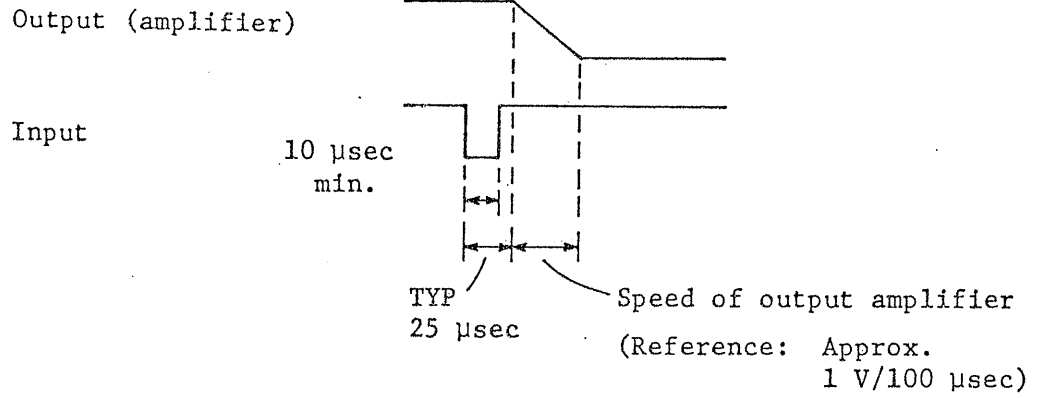 Output (amplifier)
Input
10 μsec
min.
TYP
25 μsec
Speed of output amplifier
(Reference: Approx.
1 V/100 μsec)